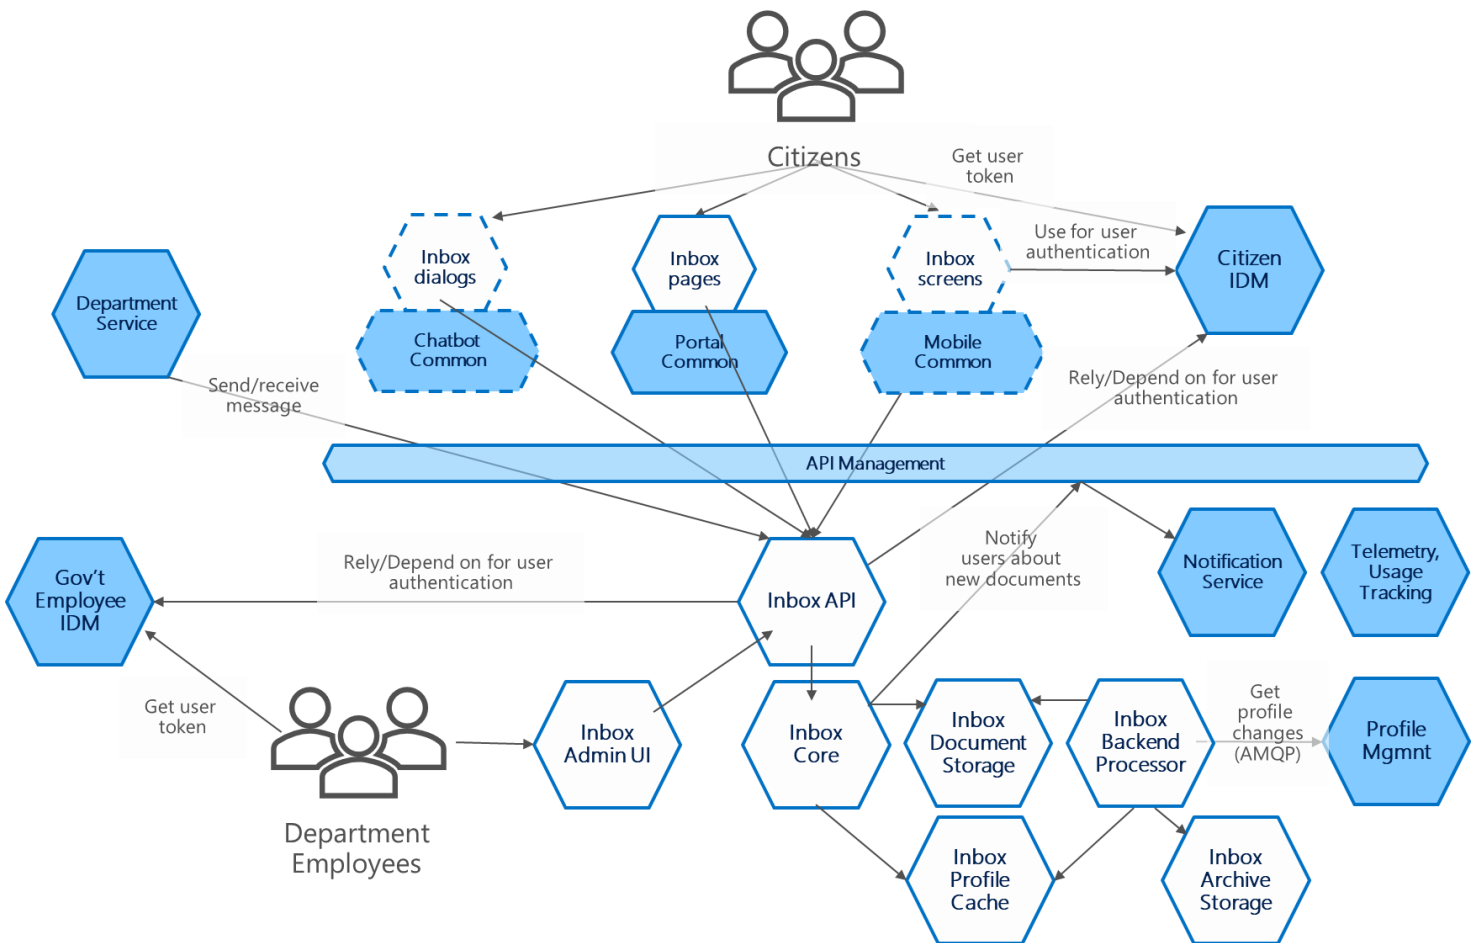 Citizens
Get user
token
Use for user
authentication
Inbox
dialogs
Inbox
pages
Inbox
screens
Citizen
IDM
Department
Service
Chatbot
Common
Portal
Common
Mobile
Common
Send/receive
message
Rely/Depend on for user
authentication
API Management
Notify
users about
new documents
Notification
Service
Telemetry,
Usage
Tracking
Gov't
Employee
IDM
Rely/Depend on for user
authentication
Inbox API
Get user
token
Inbox
Admin UI
Inbox
Core
Inbox
Document
Storage
Inbox
Backend
Processor
Get
profile
changes
(AMQP)
Profile
Mgmnt
Department
Employees
Inbox
Profile
Cache
Inbox
Archive
Storage